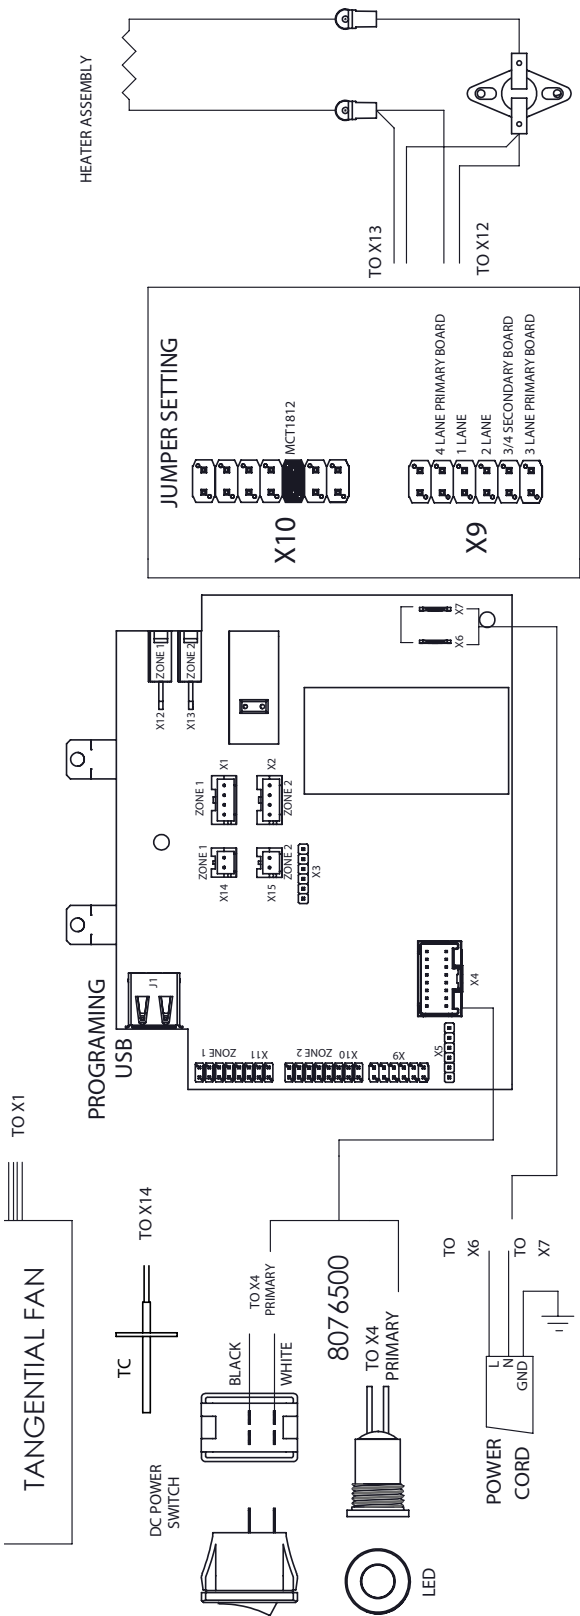 TANGENTIAL FAN
TO X1
TC
TO X14
DC POWER
SWITCH
BLACK
WHITE
TO X4
PRIMARY
8076500
LED
TO X4
PRIMARY
POWER
CORD
L
N
GND
TO
X6
TO
X7
PROGRAMING
USB
J1
X11
ZONE 1
X10
ZONE 2
X9
X5
X4
ZONE 1
X14
ZONE 2
X15
X3
ZONE 1
X1
ZONE 2
X2
X12
ZONE 1
X13
ZONE 2
X6
X7
JUMPER SETTING
X10
MCT1812
X9
4 LANE PRIMARY BOARD
1 LANE
2 LANE
3/4 SECONDARY BOARD
3 LANE PRIMARY BOARD
HEATER ASSEMBLY
TO X13
TO X12